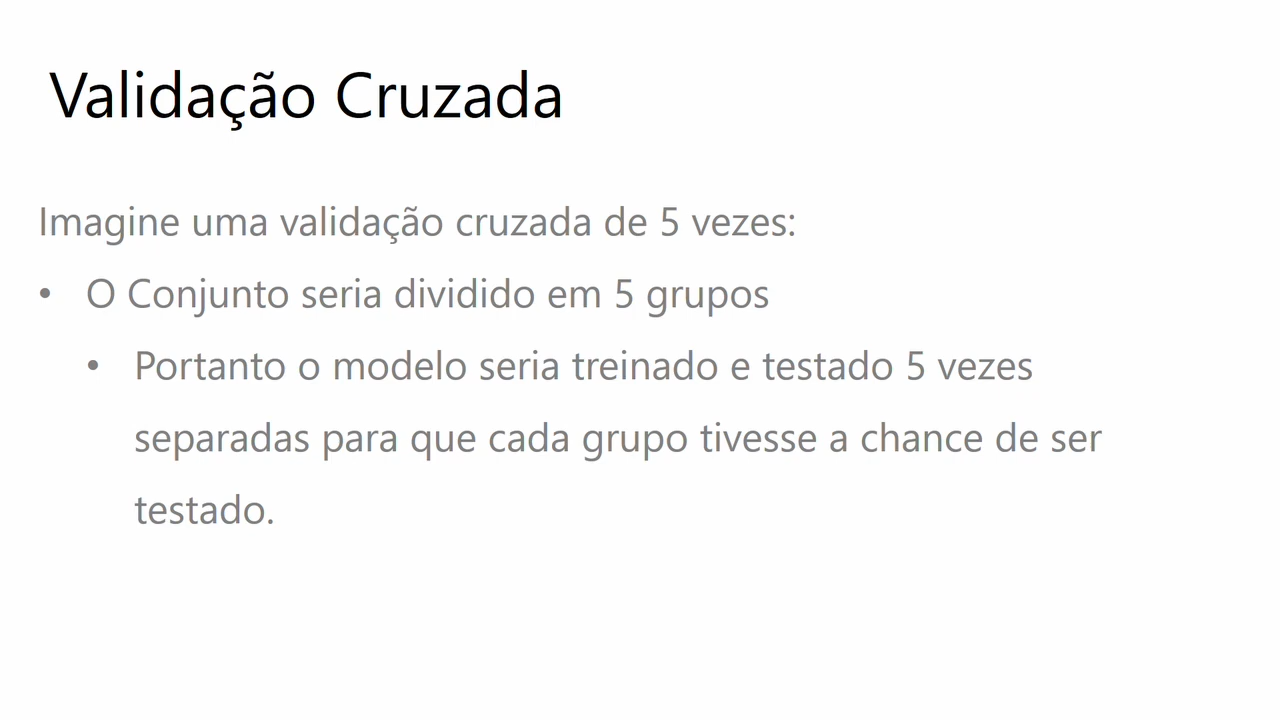 Validação Cruzada
Imagine uma validação cruzada de 5 vezes:
• O Conjunto seria dividido em 5 grupos
• Portanto o modelo seria treinado e testado 5 vezes
separadas para que cada grupo tivesse a chance de ser
testado.